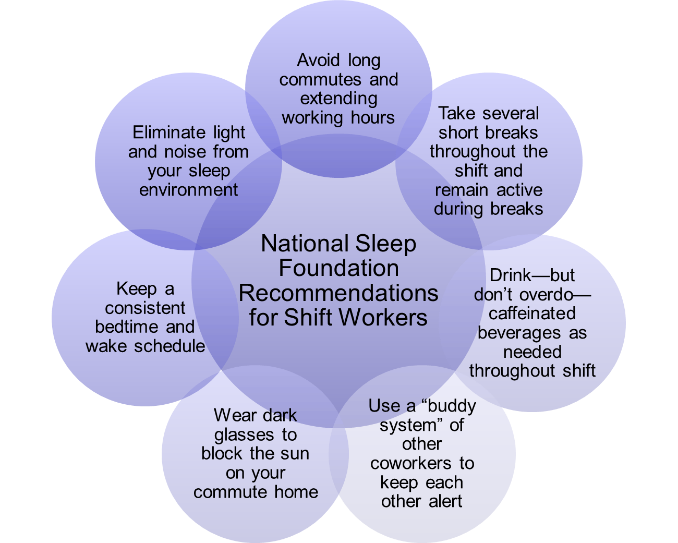 Avoid long
commutes and
extending
working hours
Take several
short breaks
throughout the
shift and
remain active
during breaks
Drink—but
don’t overdo—
caffeinated
beverages as
needed
throughout shift
Use a “buddy
system” of
other
coworkers to
keep each
other alert
Wear dark
glasses to
block the sun
on your
commute home
Keep a
consistent
bedtime and
wake schedule
Eliminate light
and noise from
your sleep
environment
National Sleep
Foundation
Recommendations
for Shift Workers